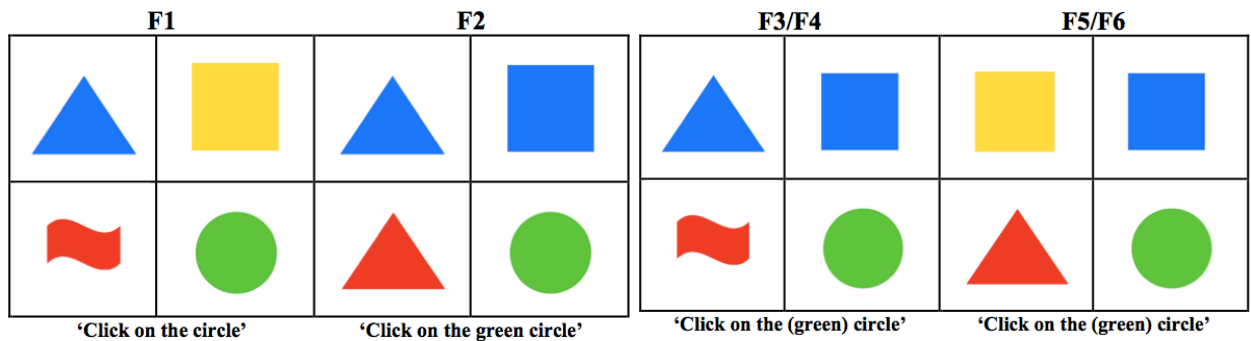 F1 F2 F3/F4 F5/F6
‘Click on the circle’ ‘Click on the green circle’ ‘Click on the (green) circle’ ‘Click on the (green) circle’